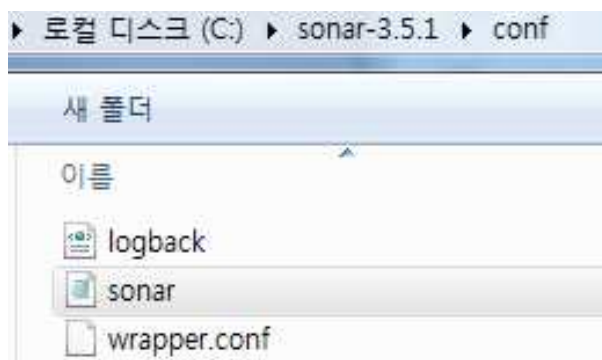 로컬 디스크 (C:) ▸ sonar-3.5.1 ▸ conf
새 폴더
이름
logback
sonar
wrapper.conf